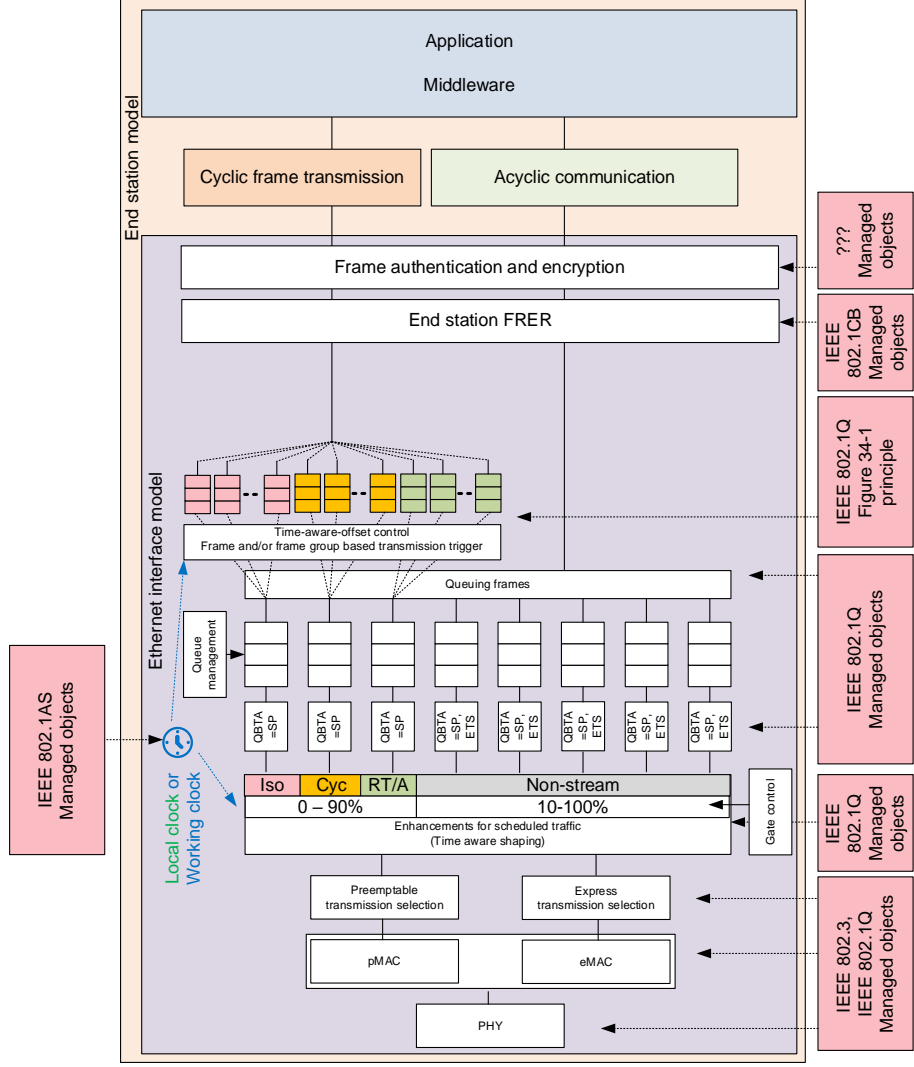 End station model
Application
Middleware
Cyclic frame transmission
Acyclic communication
Ethernet interface model
Frame authentication and encryption
???
Managed
objects
End station FRER
IEEE
802.1CB
Managed
objects
IEEE 802.1Q
Figure 34-1
principle
Time-aware-offset control
Frame and/or frame group based transmission trigger
Queuing frames
IEEE 802.1Q
Managed objects
Queue
management
IEEE 802.1AS
Managed objects
Local clock or
Working clock
QBTA
=SP
QBTA
=SP
QBTA
=SP
QBTA
=SP,
ETS
QBTA
=SP,
ETS
QBTA
=SP,
ETS
QBTA
=SP,
ETS
QBTA
=SP,
ETS
Iso
Cyc
RT/A
Non-stream
0 – 90%
10-100%
Enhancements for scheduled traffic
(Time aware shaping)
Gate control
IEEE
802.1Q
Managed
objects
Preemptable
transmission selection
Express
transmission selection
pMAC
eMAC
PHY
IEEE 802.3,
IEEE 802.1Q
Managed objects